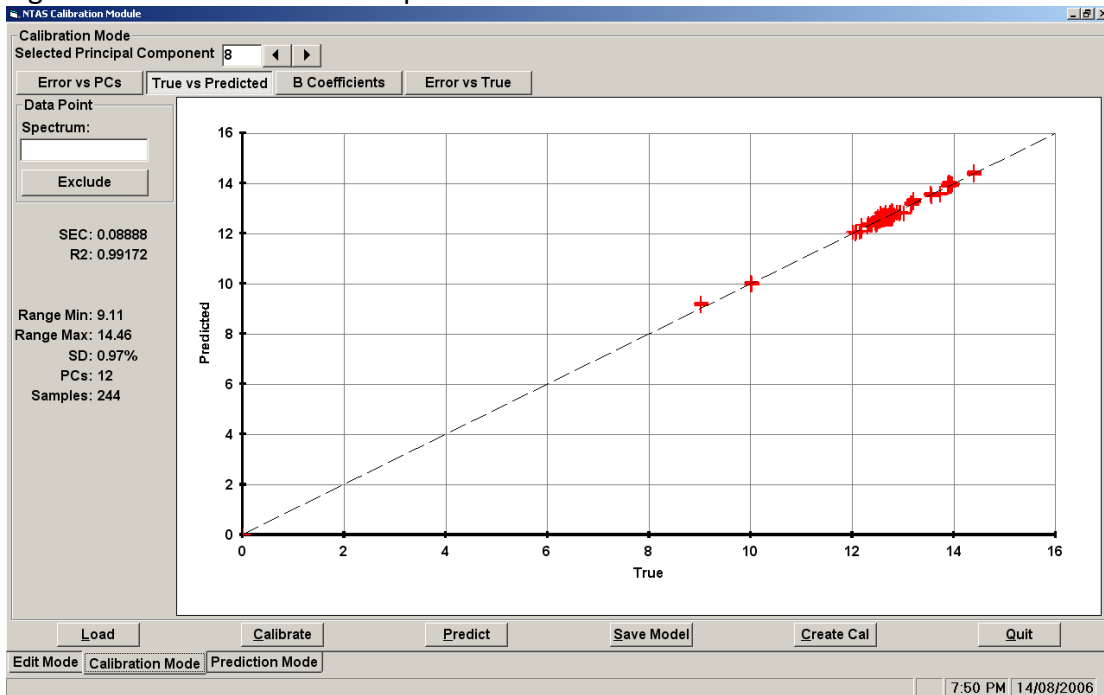 NTAS Calibration Module
Calibration Mode
Selected Principal Component 8
Error vs PCs True vs Predicted B Coefficients Error vs True
Data Point
Spectrum:
Exclude
SEC: 0.08888
R2: 0.99172
Range Min: 9.11
Range Max: 14.46
SD: 0.97%
PCs: 12
Samples: 244
16
14
12
10
8
6
4
2
0
Predicted
0 2 4 6 8 10 12 14 16
True
Load Calibrate Predict Save Model Create Cal Quit
Edit Mode Calibration Mode Prediction Mode
7:50 PM 14/08/2006